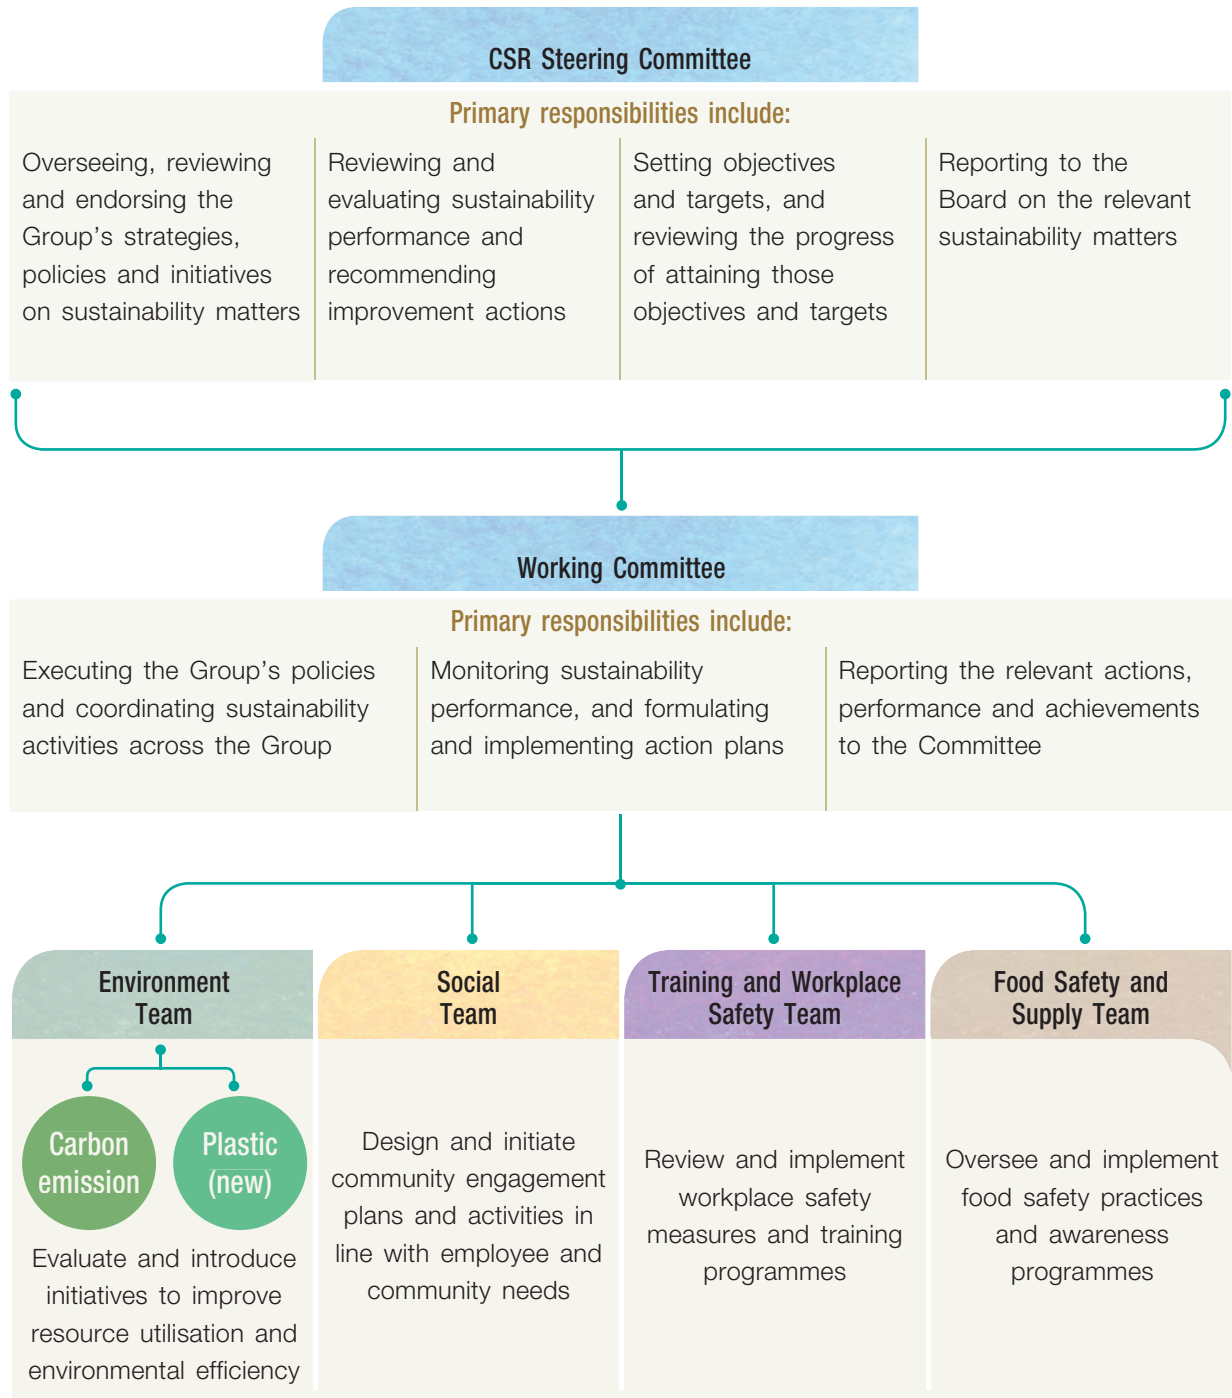 CSR Steering Committee
Primary responsibilities include:
Overseeing, reviewing
and endorsing the
Group’s strategies,
policies and initiatives
on sustainability matters
Reviewing and
evaluating sustainability
performance and
recommending
improvement actions
Setting objectives
and targets, and
reviewing the progress
of attaining those
objectives and targets
Reporting to the
Board on the relevant
sustainability matters
Working Committee
Primary responsibilities include:
Executing the Group’s policies
and coordinating sustainability
activities across the Group
Monitoring sustainability
performance, and formulating
and implementing action plans
Reporting the relevant actions,
performance and achievements
to the Committee
Environment
Team
Carbon
emission
Plastic
(new)
Evaluate and introduce
initiatives to improve
resource utilisation and
environmental efficiency
Social
Team
Design and initiate
community engagement
plans and activities in
line with employee and
community needs
Training and Workplace
Safety Team
Review and implement
workplace safety
measures and training
programmes
Food Safety and
Supply Team
Oversee and implement
food safety practices
and awareness
programmes